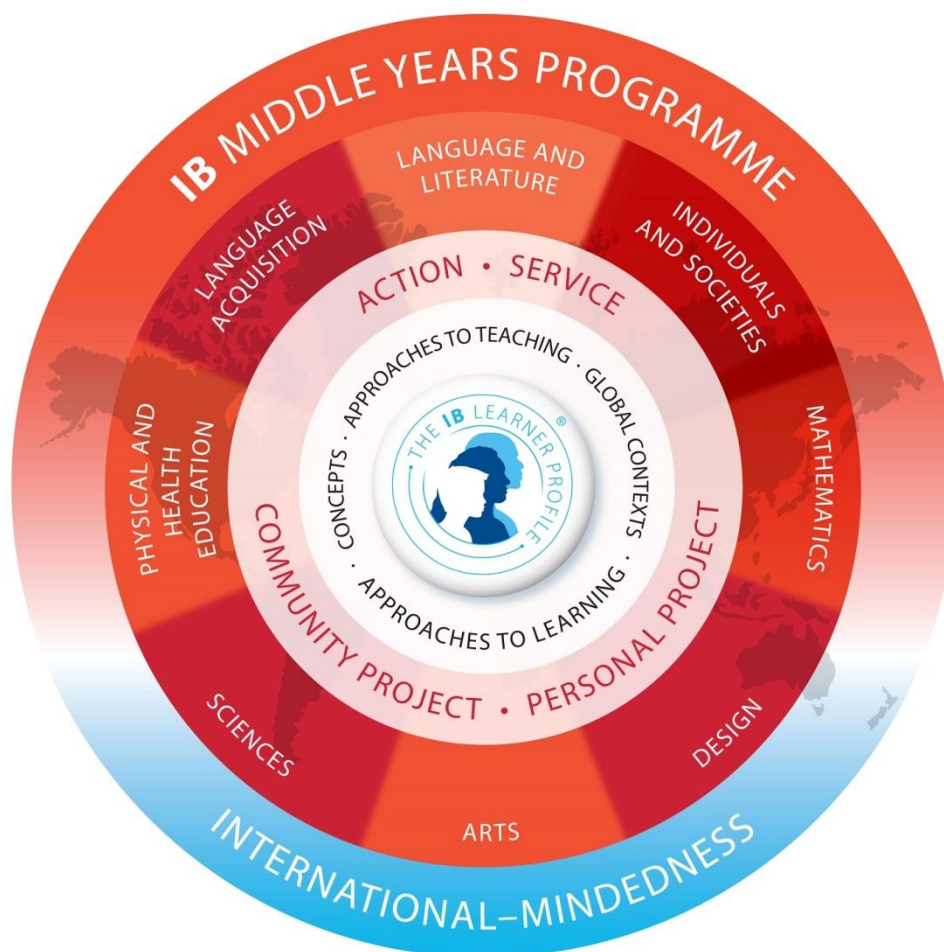 IB MIDDLE YEARS PROGRAMME
LANGUAGE AND
LITERATURE
INDIVIDUALS
AND SOCIETIES
MATHEMATICS
DESIGN
ARTS
SCIENCES
PHYSICAL AND
HEALTH
EDUCATION
LANGUAGE
ACQUISITION
ACTION • SERVICE
PERSONAL PROJECT •
COMMUNITY PROJECT
APPROACHES TO TEACHING •
GLOBAL CONTEXTS •
APPROACHES TO LEARNING •
CONCEPTS •
• THE IB LEARNER PROFILE • ®
INTERNATIONAL–MINDEDNESS